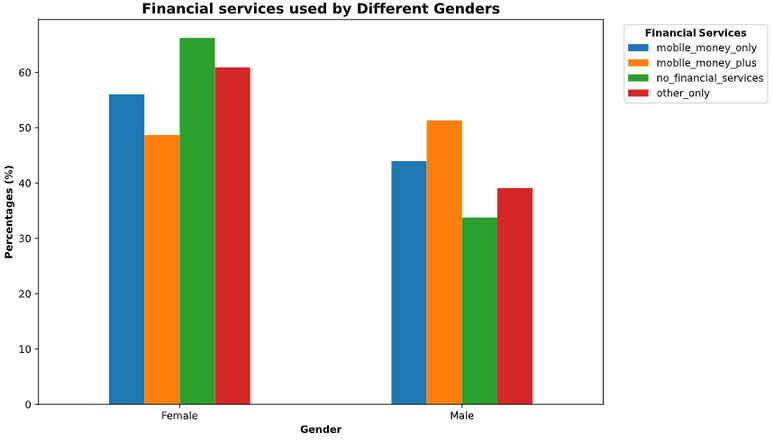 Financial services used by Different Genders
Financial Services
mobile_money_only
mobile_money_plus
no_financial_services
other_only
Percentages (%)
60
50
40
30
20
10
0
Female
Male
Gender